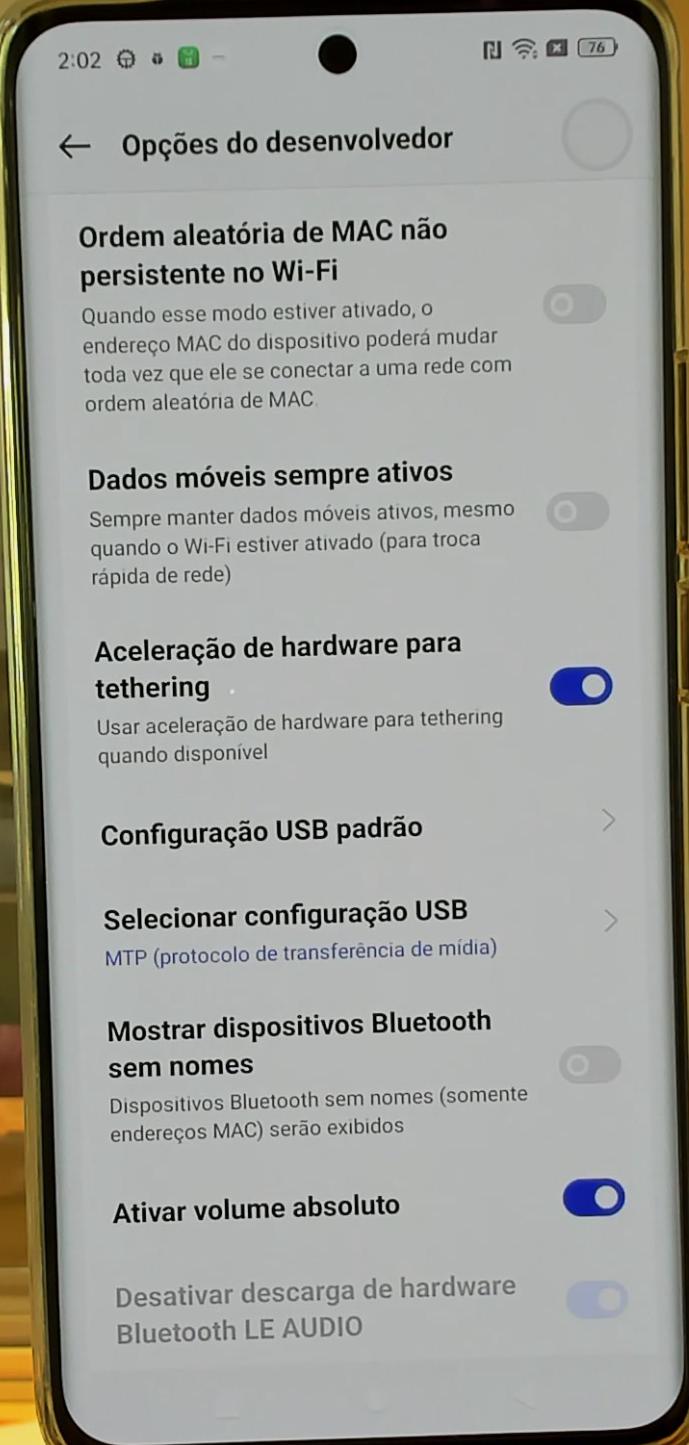 2:02
76
Opções do desenvolvedor
Ordem aleatória de MAC não
persistente no Wi-Fi
Quando esse modo estiver ativado, o
endereço MAC do dispositivo poderá mudar
toda vez que ele se conectar a uma rede com
ordem aleatória de MAC
Dados móveis sempre ativos
Sempre manter dados móveis ativos, mesmo
quando o Wi-Fi estiver ativado (para troca
rápida de rede)
Aceleração de hardware para
tethering
Usar aceleração de hardware para tethering
quando disponível
Configuração USB padrão
Selecionar configuração USB
MTP (protocolo de transferência de mídia)
Mostrar dispositivos Bluetooth
sem nomes
Dispositivos Bluetooth sem nomes (somente
endereços MAC) serão exibidos
Ativar volume absoluto
Desativar descarga de hardware
Bluetooth LE AUDIO